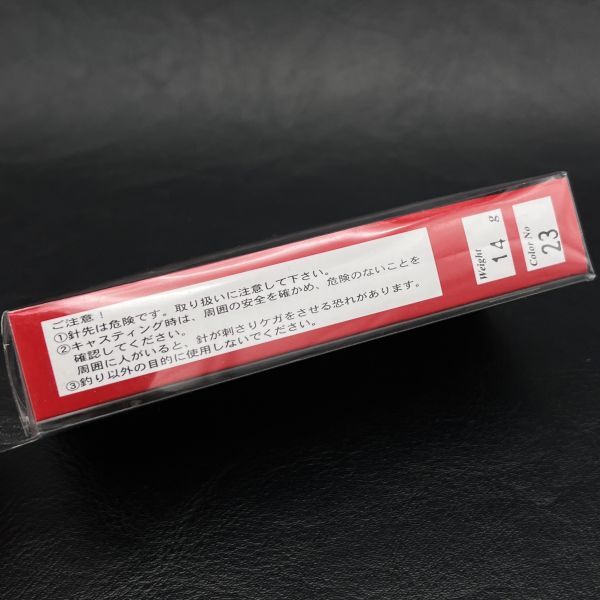 ご注意!
①針先は危険です。取り扱いに注意して下さい。
②キャスティング時は、周囲の安全を確かめ、危険のないことを
確認してください。
周囲に人がいると、針が刺さりケガをさせる恐れがあります。
③釣り以外の目的に使用しないでください。
Weight
14 g
Color No
23